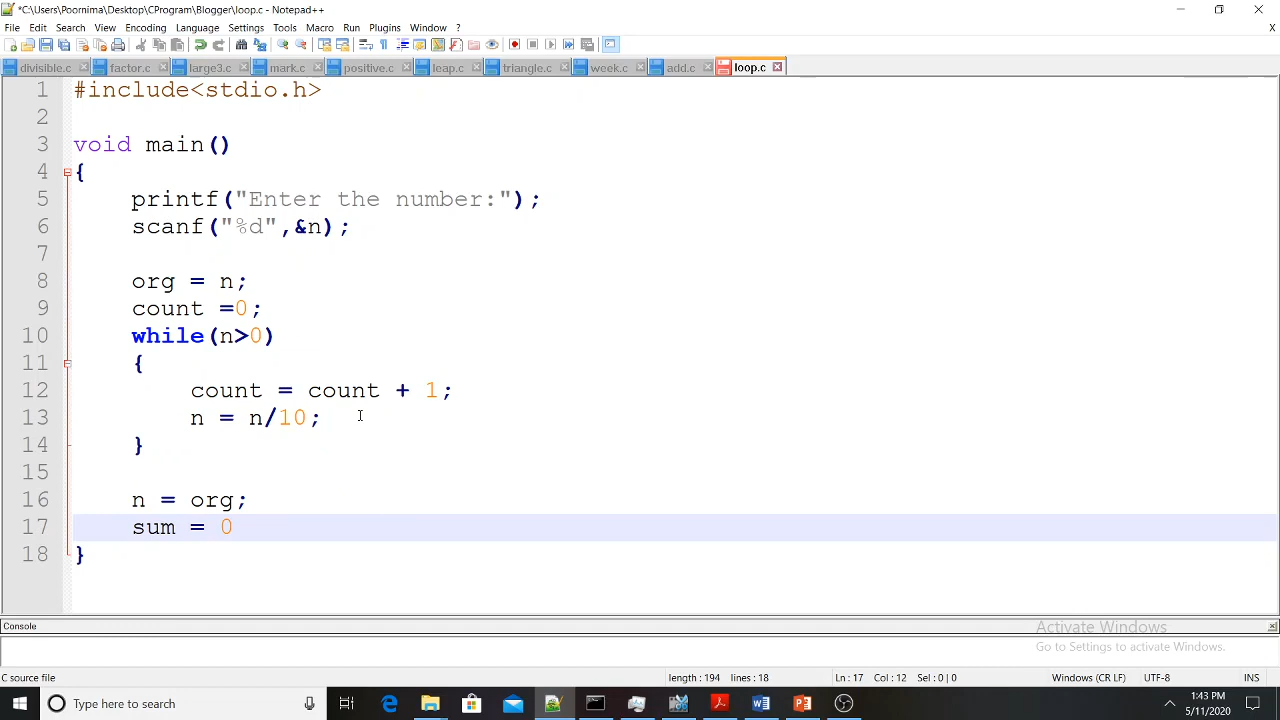 *C:\Users\Poornima\Desktop\CProgram\Blogger\loop.c - Notepad++
File Edit Search View Encoding Language Settings Tools Macro Run Plugins Window ? X
divisible.c factor.c large3.c mark.c positive.c leap.c triangle.c week.c add.c loop.c
1 #include<stdio.h>
2
3 void main()
4 {
5 printf("Enter the number:");
6 scanf("%d",&n);
7
8 org = n;
9 count =0;
10 while(n>0)
11 {
12 count = count + 1;
13 n = n/10;
14 }
15
16 n = org;
17 sum = 0
18 }
Console
Activate Windows
Go to Settings to activate Windows.
C source file length : 194 lines : 18 Ln : 17 Col : 12 Sel : 0 | 0 Windows (CR LF) UTF-8 INS
Type here to search
1:43 PM
5/11/2020